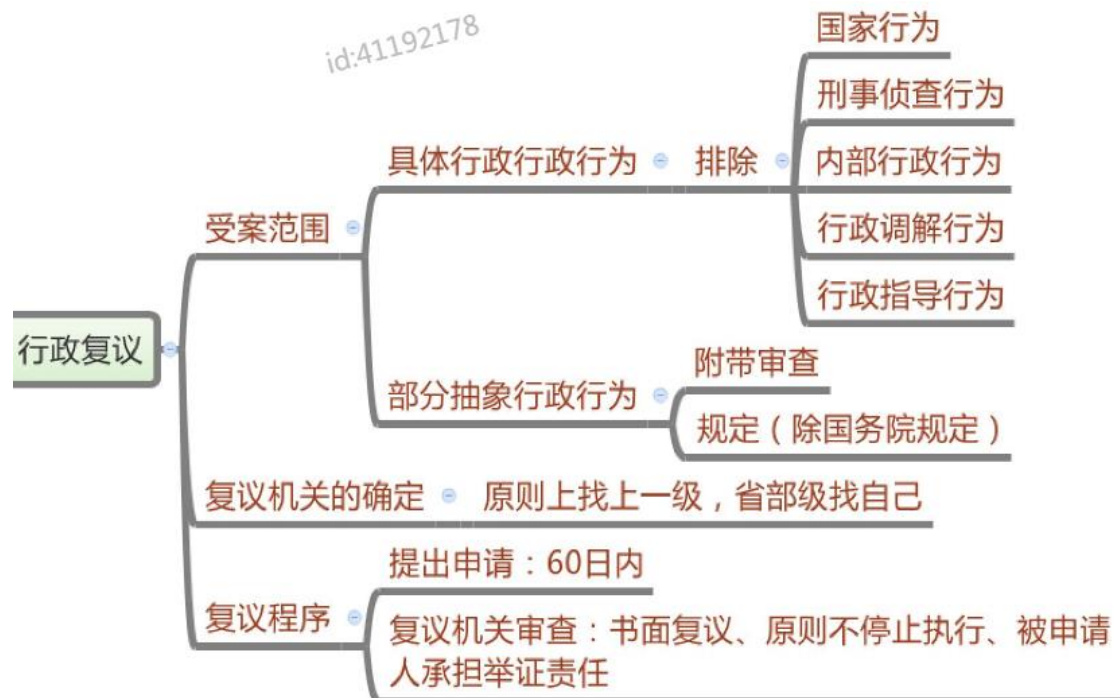 id:41192178
国家行为
刑事侦查行为
具体行政行政行为
排除
内部行政行为
受案范围
行政调解行为
行政指导行为
行政复议
附带审查
部分抽象行政行为
规定（除国务院规定）
复议机关的确定
原则上找上一级，省部级找自己
提出申请：60日内
复议程序
复议机关审查：书面复议、原则不停止执行、被申请
人承担举证责任